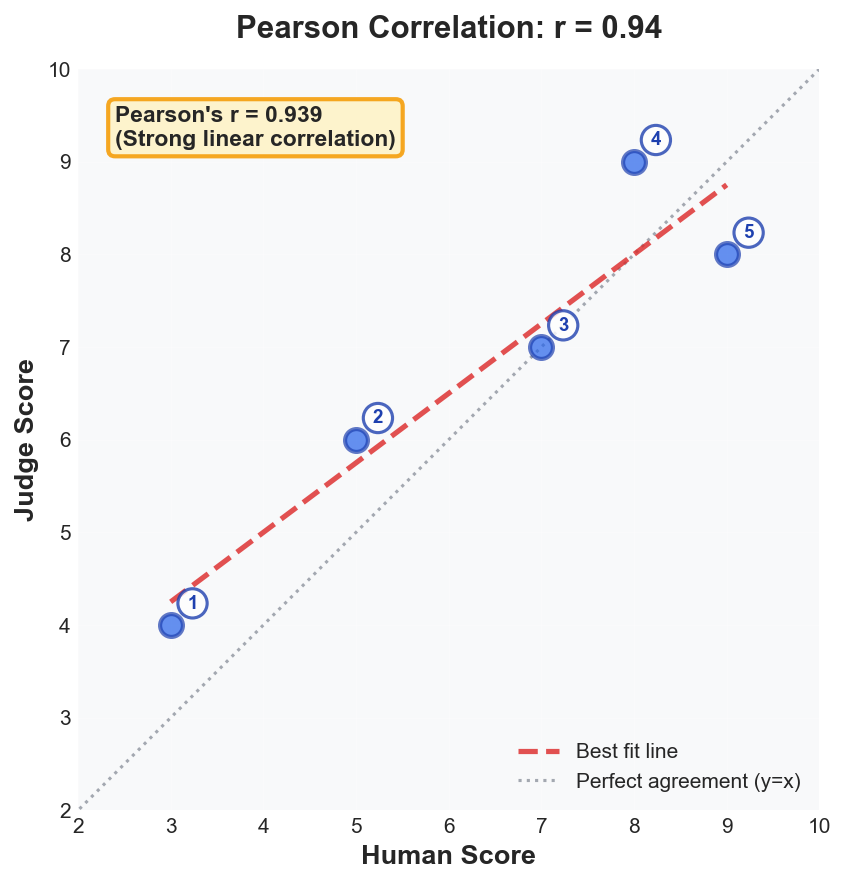 Pearson Correlation: r = 0.94
Pearson's r = 0.939
(Strong linear correlation)
10
9
8
7
6
5
4
3
2
Judge Score
4
5
3
2
1
Best fit line
Perfect agreement (y=x)
2 3 4 5 6 7 8 9 10
Human Score